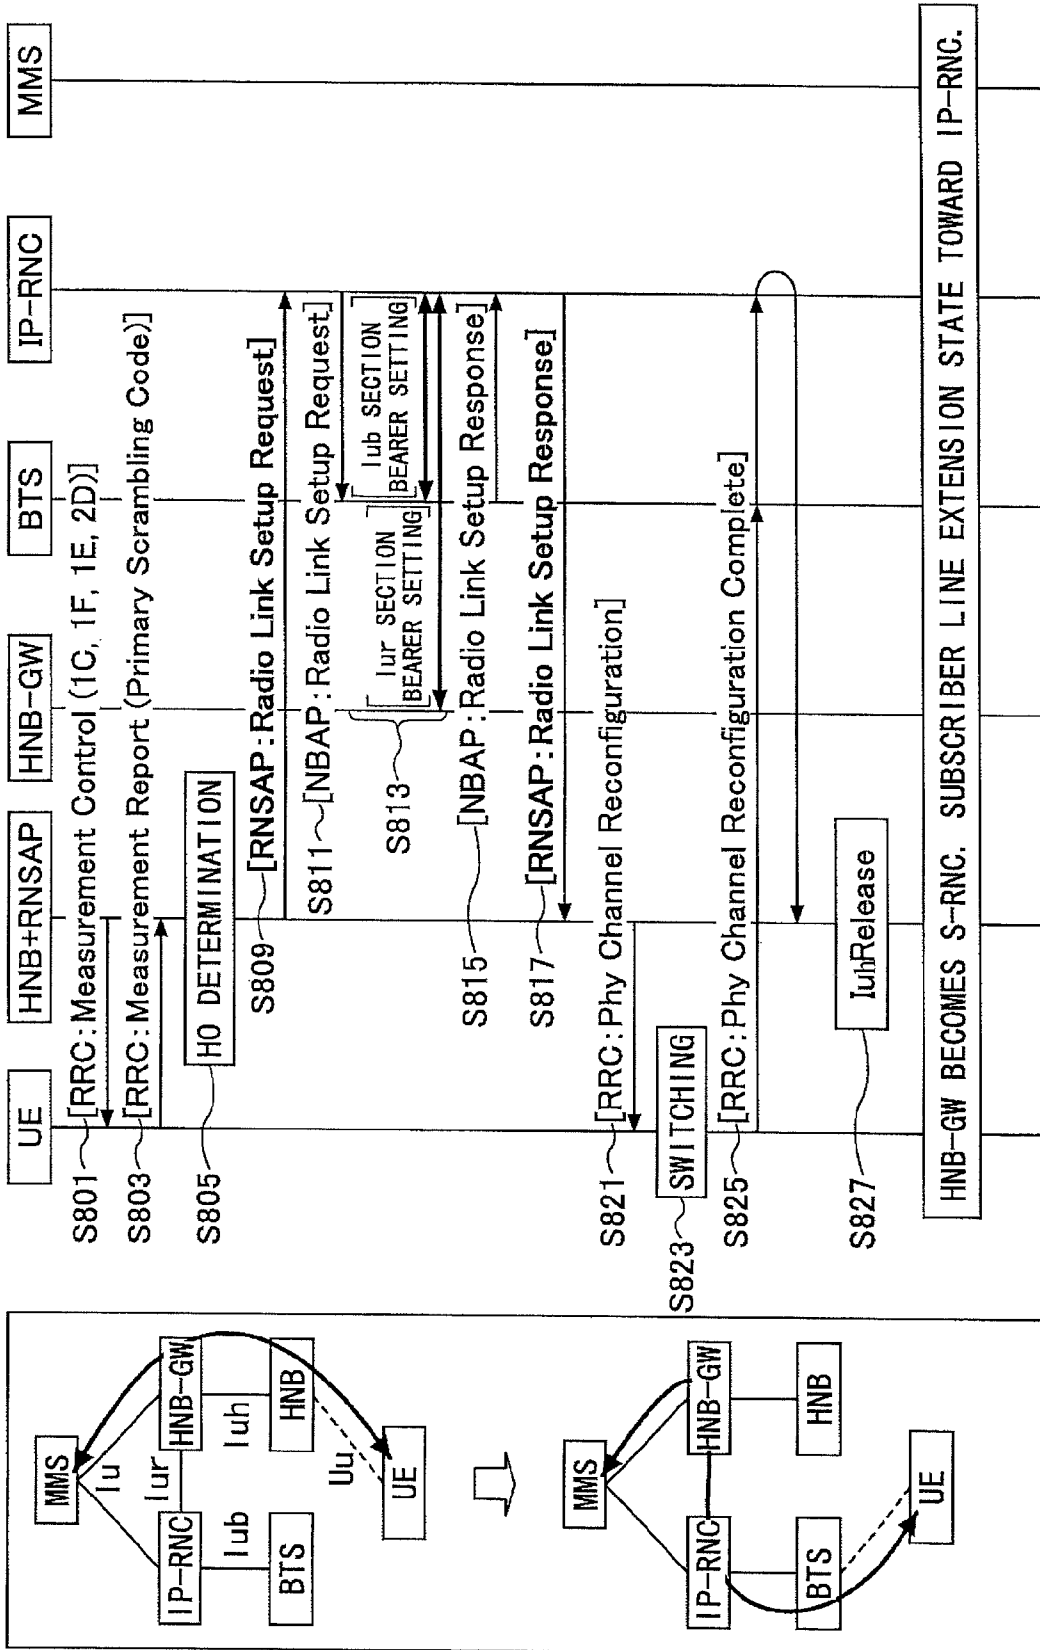 UE
HNB+RNSAP
HNB-GW
BTS
IP-RNC
MMS
S801
[RRC:Measurement Control (1C, 1F, 1E, 2D)]
S803
[RRC:Measurement Report (Primary Scrambling Code)]
S805
HO DETERMINATION
S809
[RNSAP:Radio Link Setup Request]
S811
[NBAP:Radio Link Setup Request]
S813
[Iur SECTION
BEARER SETTING]
[Iub SECTION
BEARER SETTING]
S815
[NBAP:Radio Link Setup Response]
S817
[RNSAP:Radio Link Setup Response]
S821
[RRC:Phy Channel Reconfiguration]
S823
SWITCHING
S825
[RRC:Phy Channel Reconfiguration Complete]
S827
IuhRelease
HNB-GW BECOMES S-RNC. SUBSCRIBER LINE EXTENSION STATE TOWARD IP-RNC.
MMS
Iu
IP-RNC
Iur
HNB-GW
Iub
Iuh
BTS
HNB
Uu
UE
MMS
IP-RNC
HNB-GW
BTS
HNB
UE